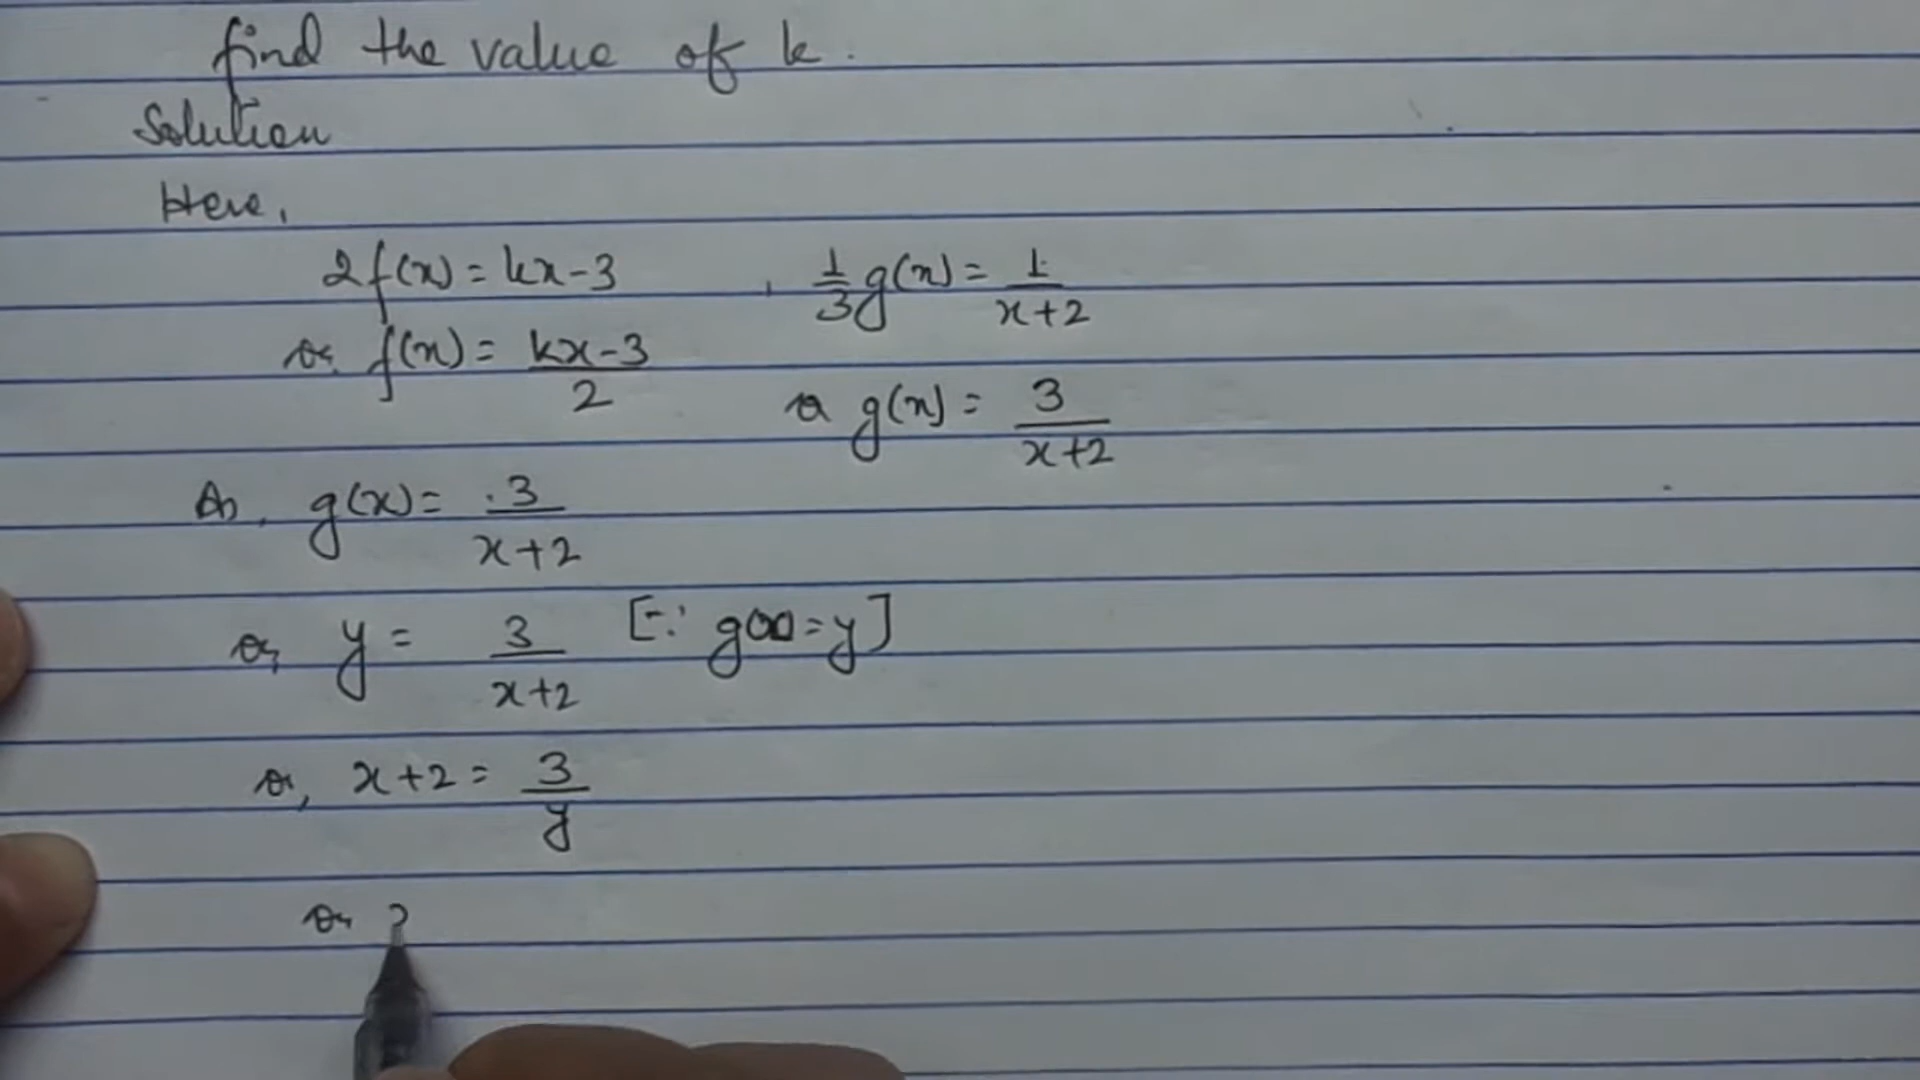 find the value of k.
Solution
Here,
2f(x) = kx-3 , 1/3 g(x) = 1/(x+2)
or, f(x) = (kx-3)/2
or g(x) = 3/(x+2)
As, g(x) = 3/(x+2)
or, y = 3/(x+2) [∵ g(x) = y]
or, x+2 = 3/y
or